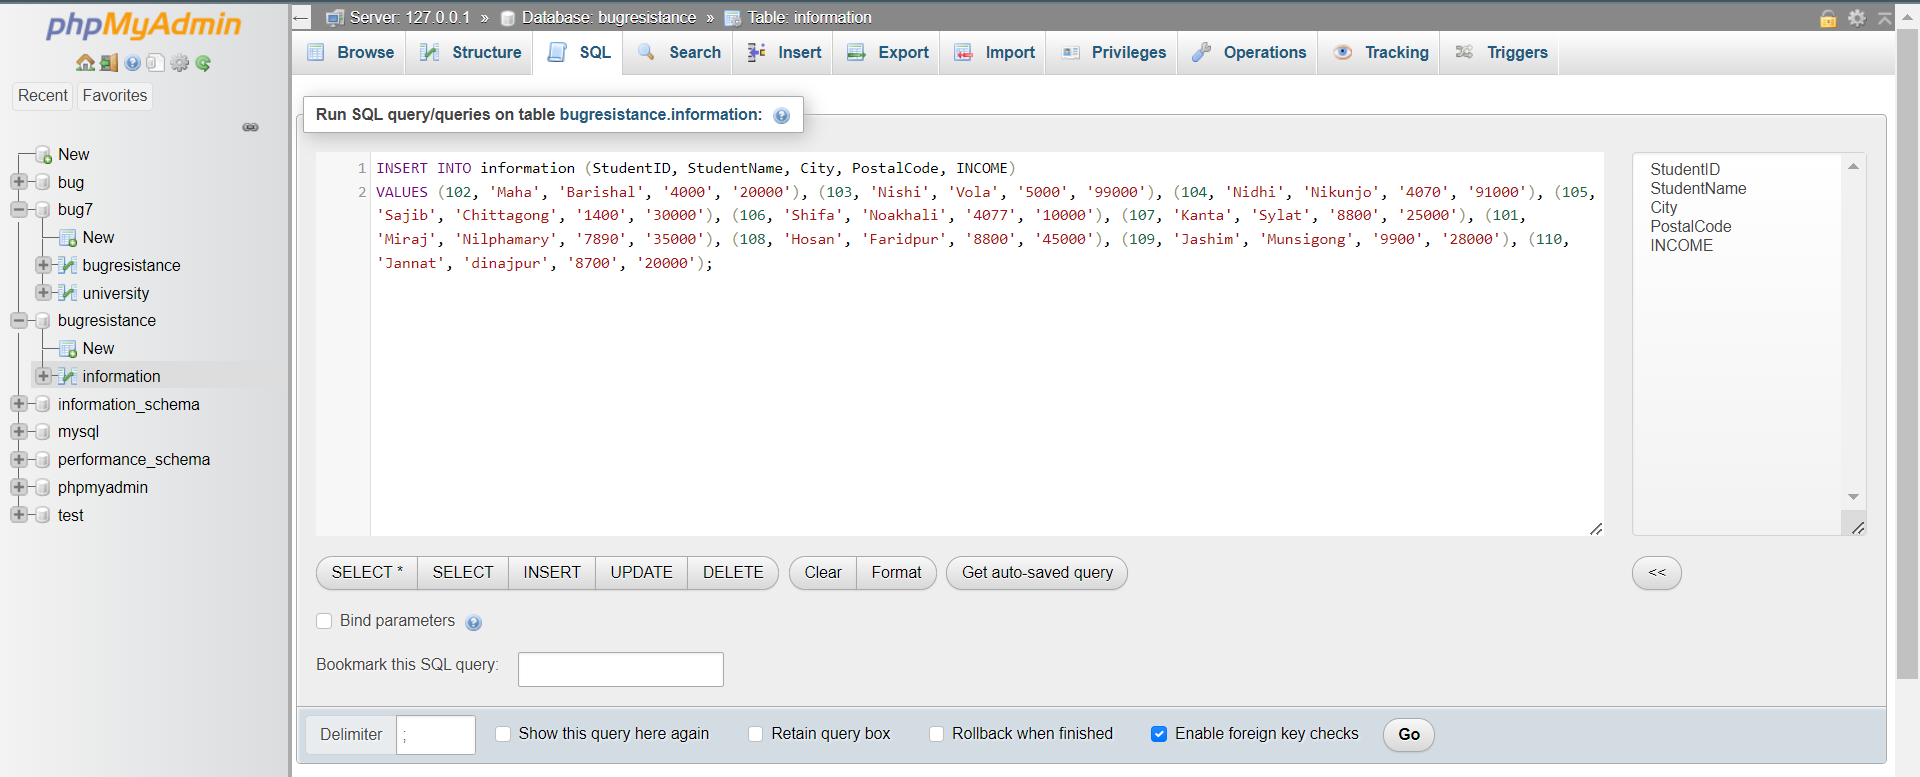 phpMyAdmin
Recent Favorites
New
bug
bug7
New
bugresistance
university
bugresistance
New
information
information_schema
mysql
performance_schema
phpmyadmin
test
Server: 127.0.0.1 » Database: bugresistance » Table: information
Browse Structure SQL Search Insert Export Import Privileges Operations Tracking Triggers
Run SQL query/queries on table bugresistance.information:
1 INSERT INTO information (StudentID, StudentName, City, PostalCode, INCOME)
2 VALUES (102, 'Maha', 'Barishal', '4000', '20000'), (103, 'Nishi', 'Vola', '5000', '99000'), (104, 'Nidhi', 'Nikunjo', '4070', '91000'), (105,
'Sajib', 'Chittagong', '1400', '30000'), (106, 'Shifa', 'Noakhali', '4077', '10000'), (107, 'Kanta', 'Sylat', '8800', '25000'), (101,
'Miraj', 'Nilphamary', '7890', '35000'), (108, 'Hosan', 'Faridpur', '8800', '45000'), (109, 'Jashim', 'Munsigong', '9900', '28000'), (110,
'Jannat', 'dinajpur', '8700', '20000');
StudentID
StudentName
City
PostalCode
INCOME
SELECT * SELECT INSERT UPDATE DELETE Clear Format Get auto-saved query <<
Bind parameters
Bookmark this SQL query:
Delimiter ; Show this query here again Retain query box Rollback when finished Enable foreign key checks Go